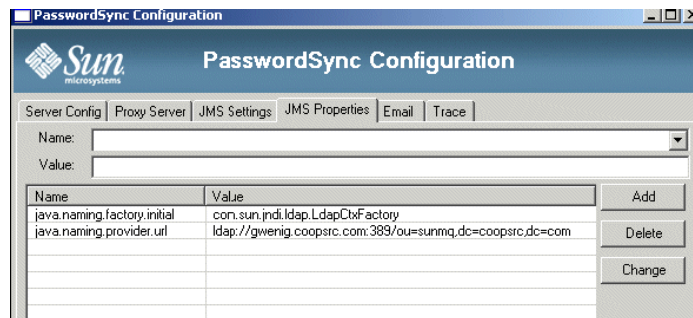 PasswordSync Configuration
Sun
microsystems
PasswordSync Configuration
Server Config Proxy Server JMS Settings JMS Properties Email Trace
Name:
Value:
Name Value Add
java.naming.factory.initial con.sun.jndi.ldap.LdapCtxFactory
java.naming.provider.url ldap://gwenig.coopsrc.com:389/ou=sunmq,dc=coopsrc,dc=com
Delete
Change